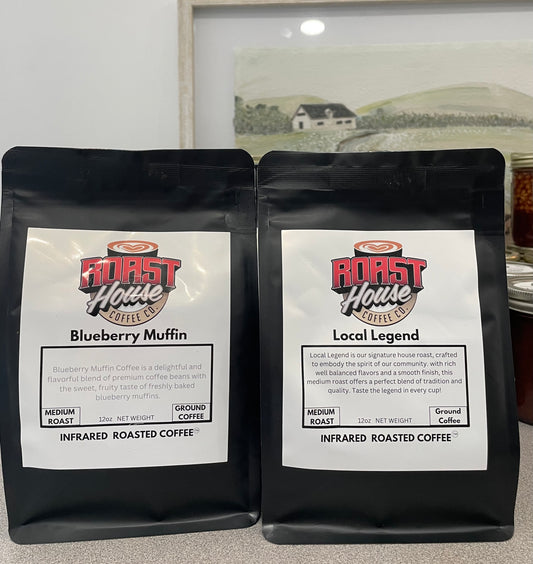 ROAST
House
COFFEE CO.
Blueberry Muffin
Blueberry Muffin Coffee is a delightful and
flavorful blend of premium coffee beans with
the sweet, fruity taste of freshly baked
blueberry muffins.
MEDIUM
ROAST
12oz NET WEIGHT
GROUND
COFFEE
INFRARED ROASTED COFFEE™
ROAST
House
COFFEE CO.
Local Legend
Local Legend is our signature house roast, crafted
to embody the spirit of our community. with rich
well balanced flavors and a smooth finish, this
medium roast offers a perfect blend of tradition and
quality. Taste the legend in every cup!
MEDIUM
ROAST
12oz NET WEIGHT
Ground
Coffee
INFRARED ROASTED COFFEE™